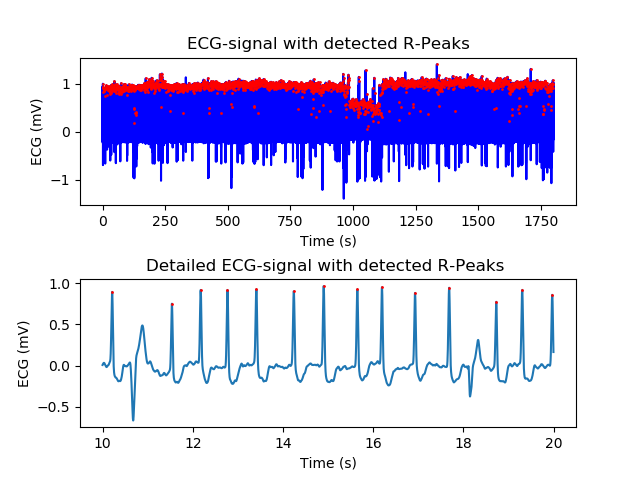 ECG-signal with detected R-Peaks
ECG (mV)
1
0
−1
0 250 500 750 1000 1250 1500 1750
Time (s)
Detailed ECG-signal with detected R-Peaks
ECG (mV)
1.0
0.5
0.0
−0.5
10 12 14 16 18 20
Time (s)